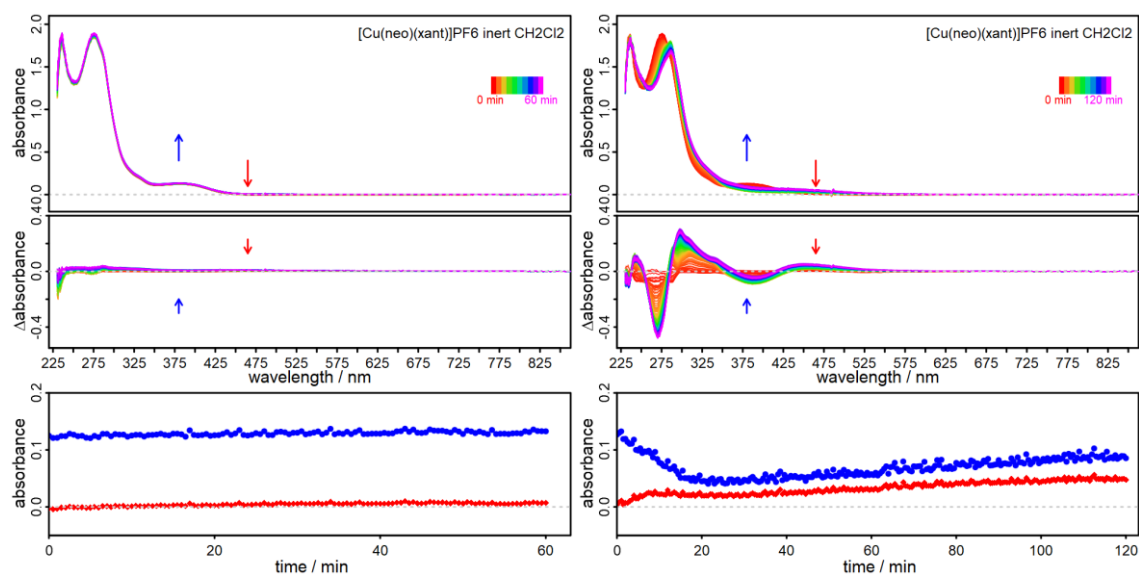 [Cu(neo)(xant)]PF6 inert CH2Cl2
0 min 60 min
absorbance
2.0
1.5
1.0
0.5
0.0
Δabsorbance
0.4
0.0
-0.4
225 275 325 375 425 475 525 575 625 675 725 775 825
wavelength / nm
absorbance
0.2
0.1
0.0
0 20 40 60
time / min
[Cu(neo)(xant)]PF6 inert CH2Cl2
0 min 120 min
absorbance
2.0
1.5
1.0
0.5
0.0
Δabsorbance
0.4
0.0
-0.4
225 275 325 375 425 475 525 575 625 675 725 775 825
wavelength / nm
absorbance
0.2
0.1
0.0
0 20 40 60 80 100 120
time / min